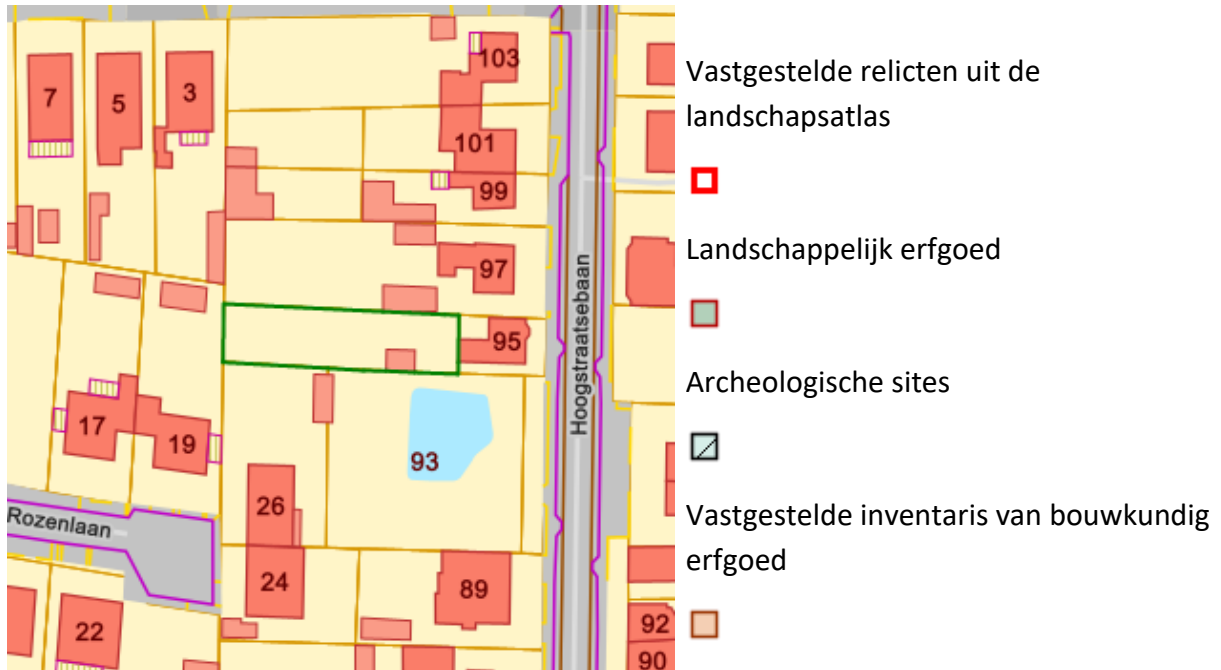 103
7
5
3
101
99
97
95
Hoogstraatsebaan
17
19
93
26
Rozenlaan
24
89
22
92
90
Vastgestelde relicten uit de
landschapsatlas
Landschappelijk erfgoed
Archeologische sites
Vastgestelde inventaris van bouwkundig
erfgoed